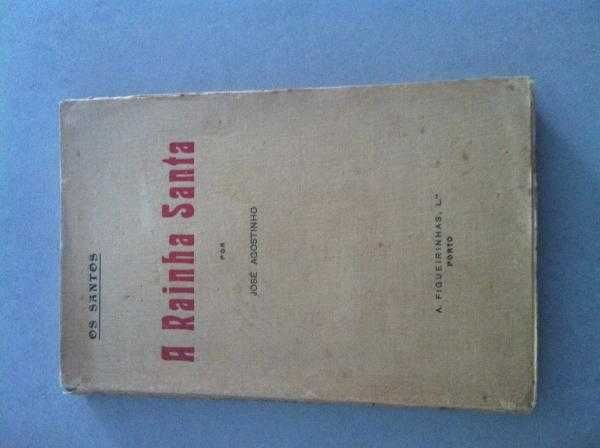 OS SANTOS
A Rainha Santa
POR
JOSÉ AGOSTINHO
A. FIGUEIRINHAS, L.ᴰᴬ
PORTO